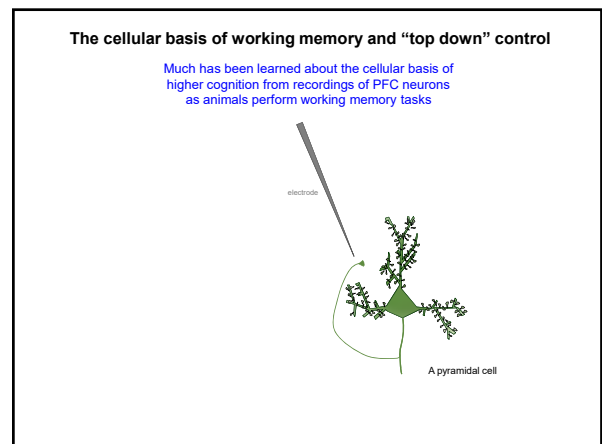 The cellular basis of working memory and “top down” control
Much has been learned about the cellular basis of
higher cognition from recordings of PFC neurons
as animals perform working memory tasks
electrode
A pyramidal cell